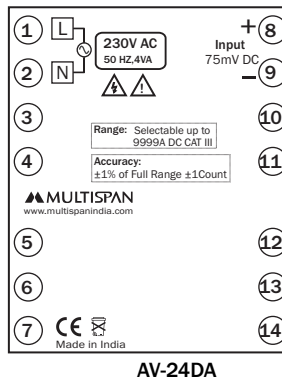 1 L 230V AC + 8
50 HZ,4VA Input
2 N 75mV DC
− 9
3 10
Range: Selectable up to
9999A DC CAT III
4 Accuracy: 11
±1% of Full Range ±1Count
MULTISPAN
www.multispanindia.com
5 12
6 13
7 CE 14
Made in India
AV-24DA